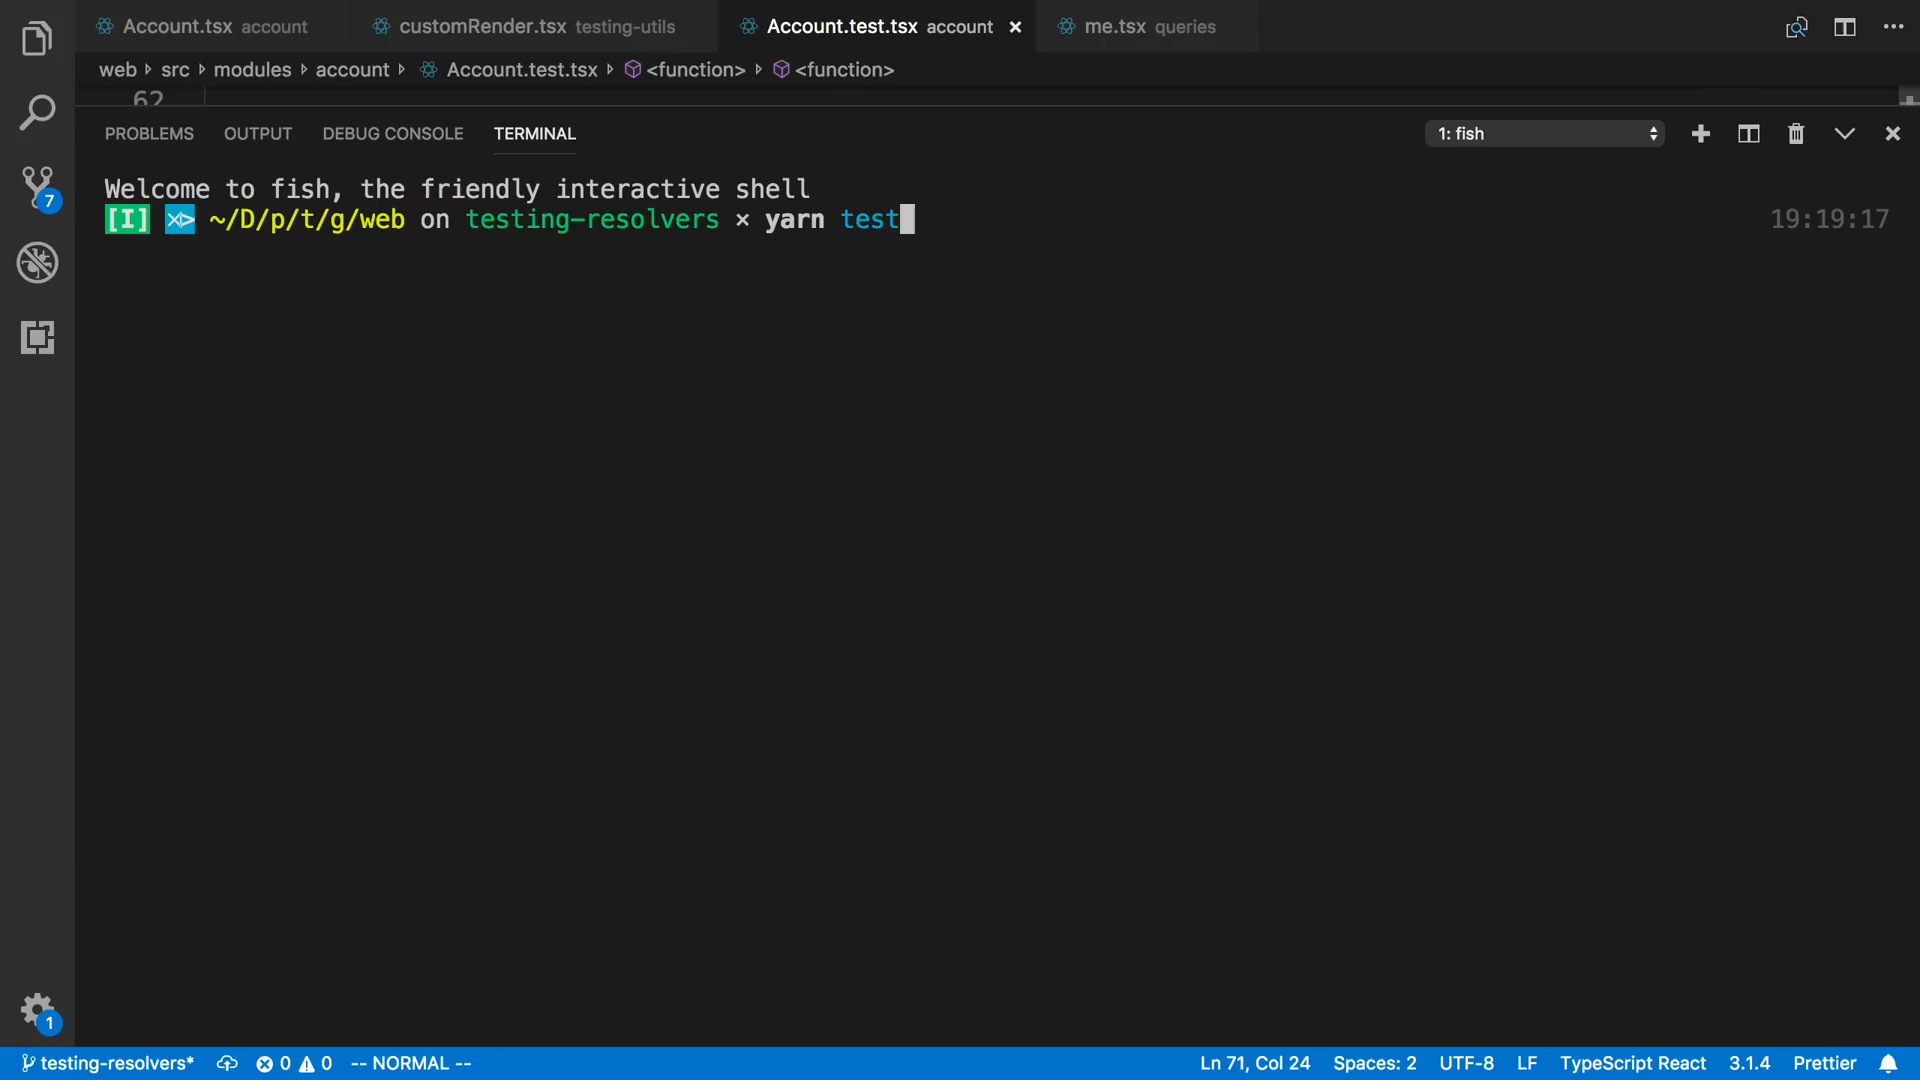 Account.tsx account
customRender.tsx testing-utils
Account.test.tsx account
me.tsx queries
web src modules account Account.test.tsx <function> <function>
62
PROBLEMS OUTPUT DEBUG CONSOLE TERMINAL
1: fish
Welcome to fish, the friendly interactive shell
[I] ~/D/p/t/g/web on testing-resolvers × yarn test 19:19:17
7
1
testing-resolvers* 0 0 -- NORMAL -- Ln 71, Col 24 Spaces: 2 UTF-8 LF TypeScript React 3.1.4 Prettier